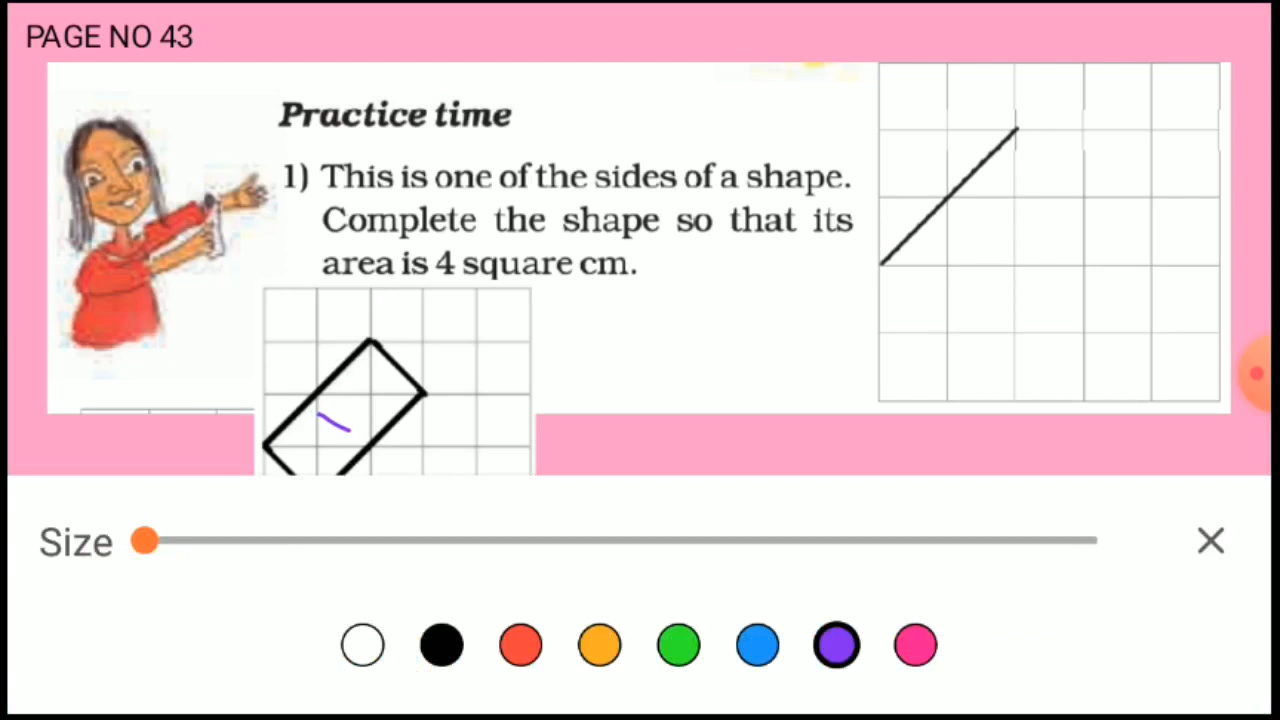 PAGE NO 43
Practice time
1) This is one of the sides of a shape.
Complete the shape so that its
area is 4 square cm.
Size